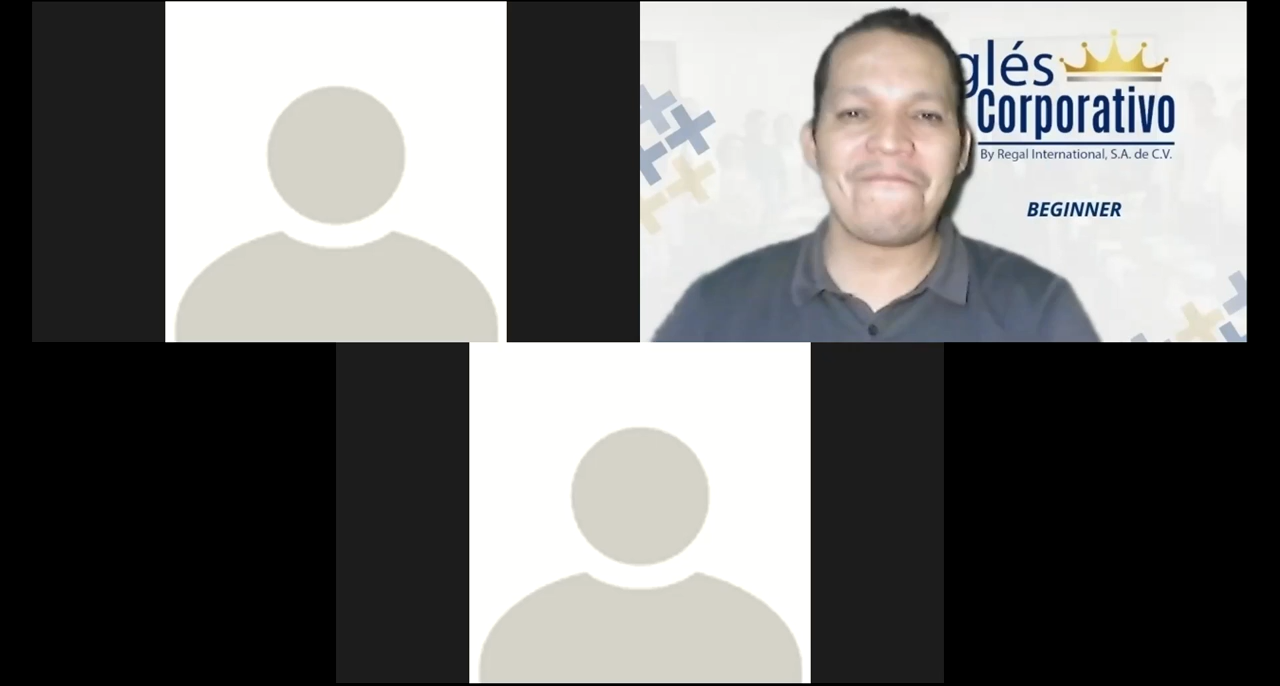 glés
Corporativo
By Regal International, S.A. de C.V.
BEGINNER